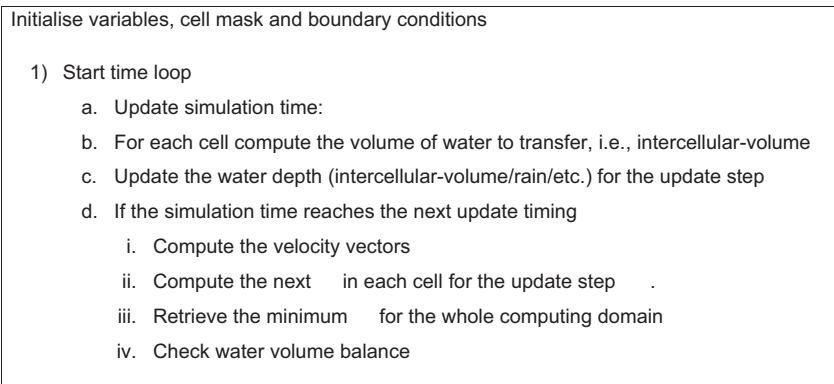 Initialise variables, cell mask and boundary conditions
1) Start time loop
a. Update simulation time:
b. For each cell compute the volume of water to transfer, i.e., intercellular-volume
c. Update the water depth (intercellular-volume/rain/etc.) for the update step
d. If the simulation time reaches the next update timing
i. Compute the velocity vectors
ii. Compute the next in each cell for the update step .
iii. Retrieve the minimum for the whole computing domain
iv. Check water volume balance